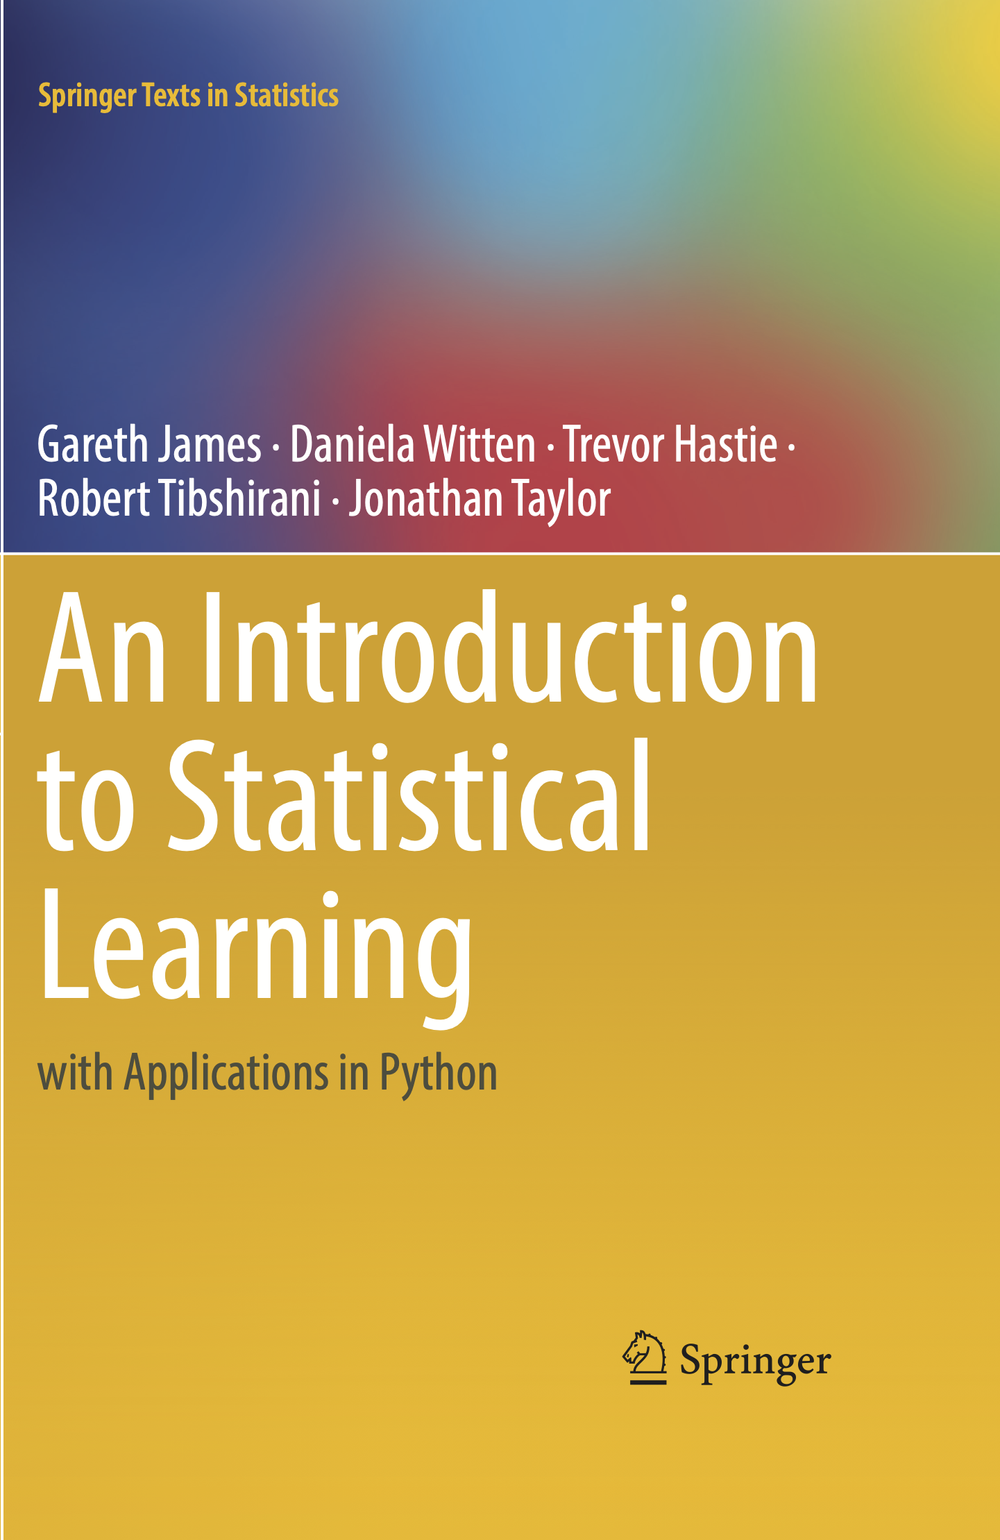 Springer Texts in Statistics
Gareth James · Daniela Witten · Trevor Hastie ·
Robert Tibshirani · Jonathan Taylor
An Introduction
to Statistical
Learning
with Applications in Python
Springer